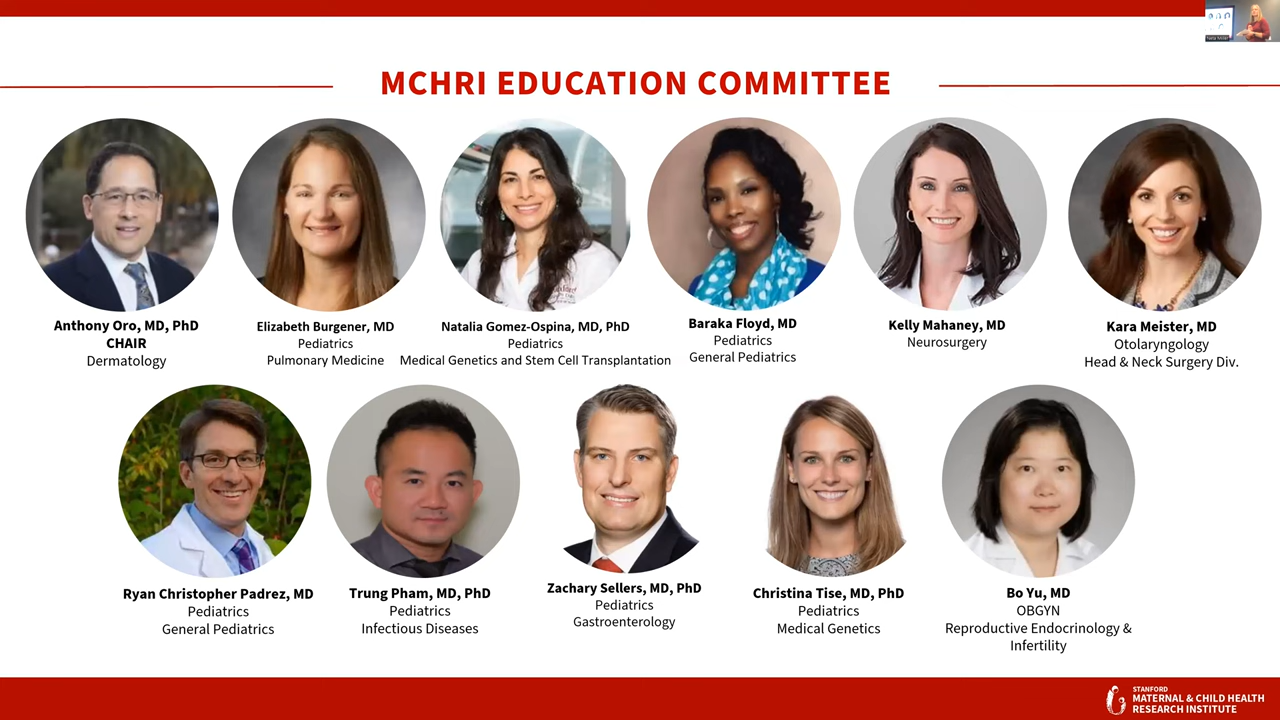 MCHRI EDUCATION COMMITTEE
Anthony Oro, MD, PhD
CHAIR
Dermatology
Elizabeth Burgener, MD
Pediatrics
Pulmonary Medicine
Natalia Gomez-Ospina, MD, PhD
Pediatrics
Medical Genetics and Stem Cell Transplantation
Baraka Floyd, MD
Pediatrics
General Pediatrics
Kelly Mahaney, MD
Neurosurgery
Kara Meister, MD
Otolaryngology
Head & Neck Surgery Div.
Ryan Christopher Padrez, MD
Pediatrics
General Pediatrics
Trung Pham, MD, PhD
Pediatrics
Infectious Diseases
Zachary Sellers, MD, PhD
Pediatrics
Gastroenterology
Christina Tise, MD, PhD
Pediatrics
Medical Genetics
Bo Yu, MD
OBGYN
Reproductive Endocrinology &
Infertility
STANFORD
MATERNAL & CHILD HEALTH
RESEARCH INSTITUTE